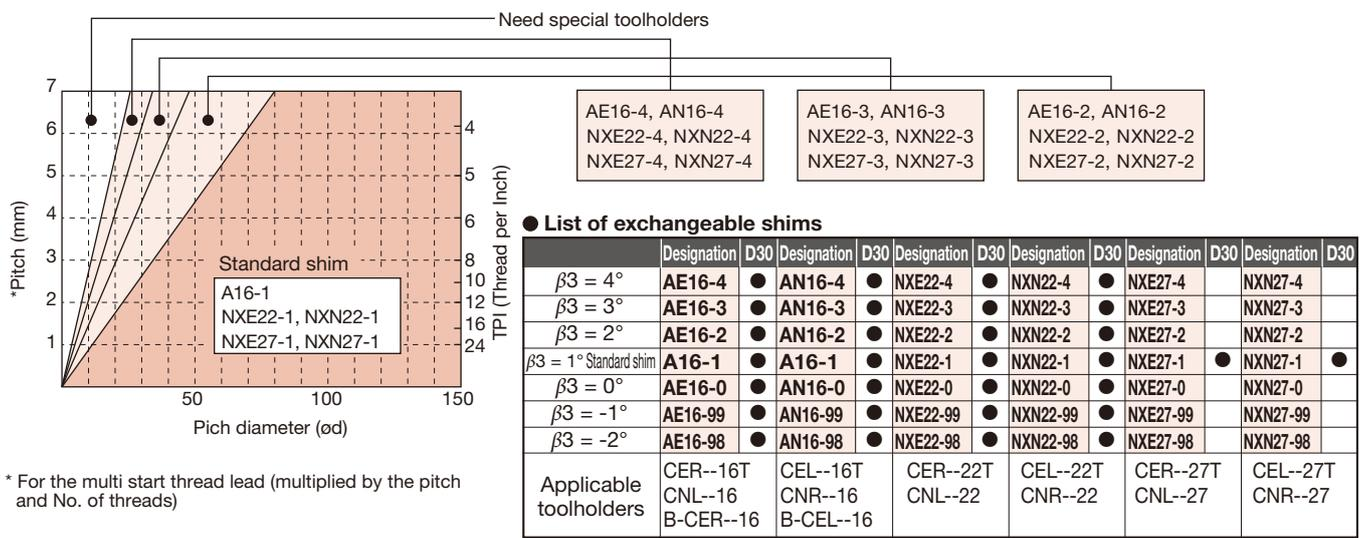 Need special toolholders
7
6
5
4
3
2
1
*Pitch (mm)
4
5
6
8
10
12
16
24
TPI (Thread per Inch)
Standard shim
A16-1
NXE22-1, NXN22-1
NXE27-1, NXN27-1
50 100 150
Pich diameter (ød)
* For the multi start thread lead (multiplied by the pitch
and No. of threads)
AE16-4, AN16-4
NXE22-4, NXN22-4
NXE27-4, NXN27-4
AE16-3, AN16-3
NXE22-3, NXN22-3
NXE27-3, NXN27-3
AE16-2, AN16-2
NXE22-2, NXN22-2
NXE27-2, NXN27-2
● List of exchangeable shims
Designation D30 Designation D30 Designation D30 Designation D30 Designation D30 Designation D30
β3 = 4° AE16-4 ● AN16-4 ● NXE22-4 ● NXN22-4 ● NXE27-4 NXN27-4
β3 = 3° AE16-3 ● AN16-3 ● NXE22-3 ● NXN22-3 ● NXE27-3 NXN27-3
β3 = 2° AE16-2 ● AN16-2 ● NXE22-2 ● NXN22-2 ● NXE27-2 NXN27-2
β3 = 1° Standard shim A16-1 ● A16-1 ● NXE22-1 ● NXN22-1 ● NXE27-1 ● NXN27-1 ●
β3 = 0° AE16-0 ● AN16-0 ● NXE22-0 ● NXN22-0 ● NXE27-0 NXN27-0
β3 = -1° AE16-99 ● AN16-99 ● NXE22-99 ● NXN22-99 ● NXE27-99 NXN27-99
β3 = -2° AE16-98 ● AN16-98 ● NXE22-98 ● NXN22-98 ● NXE27-98 NXN27-98
Applicable
toolholders
CER--16T CEL--16T CER--22T CEL--22T CER--27T CEL--27T
CNL--16 CNR--16 CNL--22 CNR--22 CNL--27 CNR--27
B-CER--16 B-CEL--16